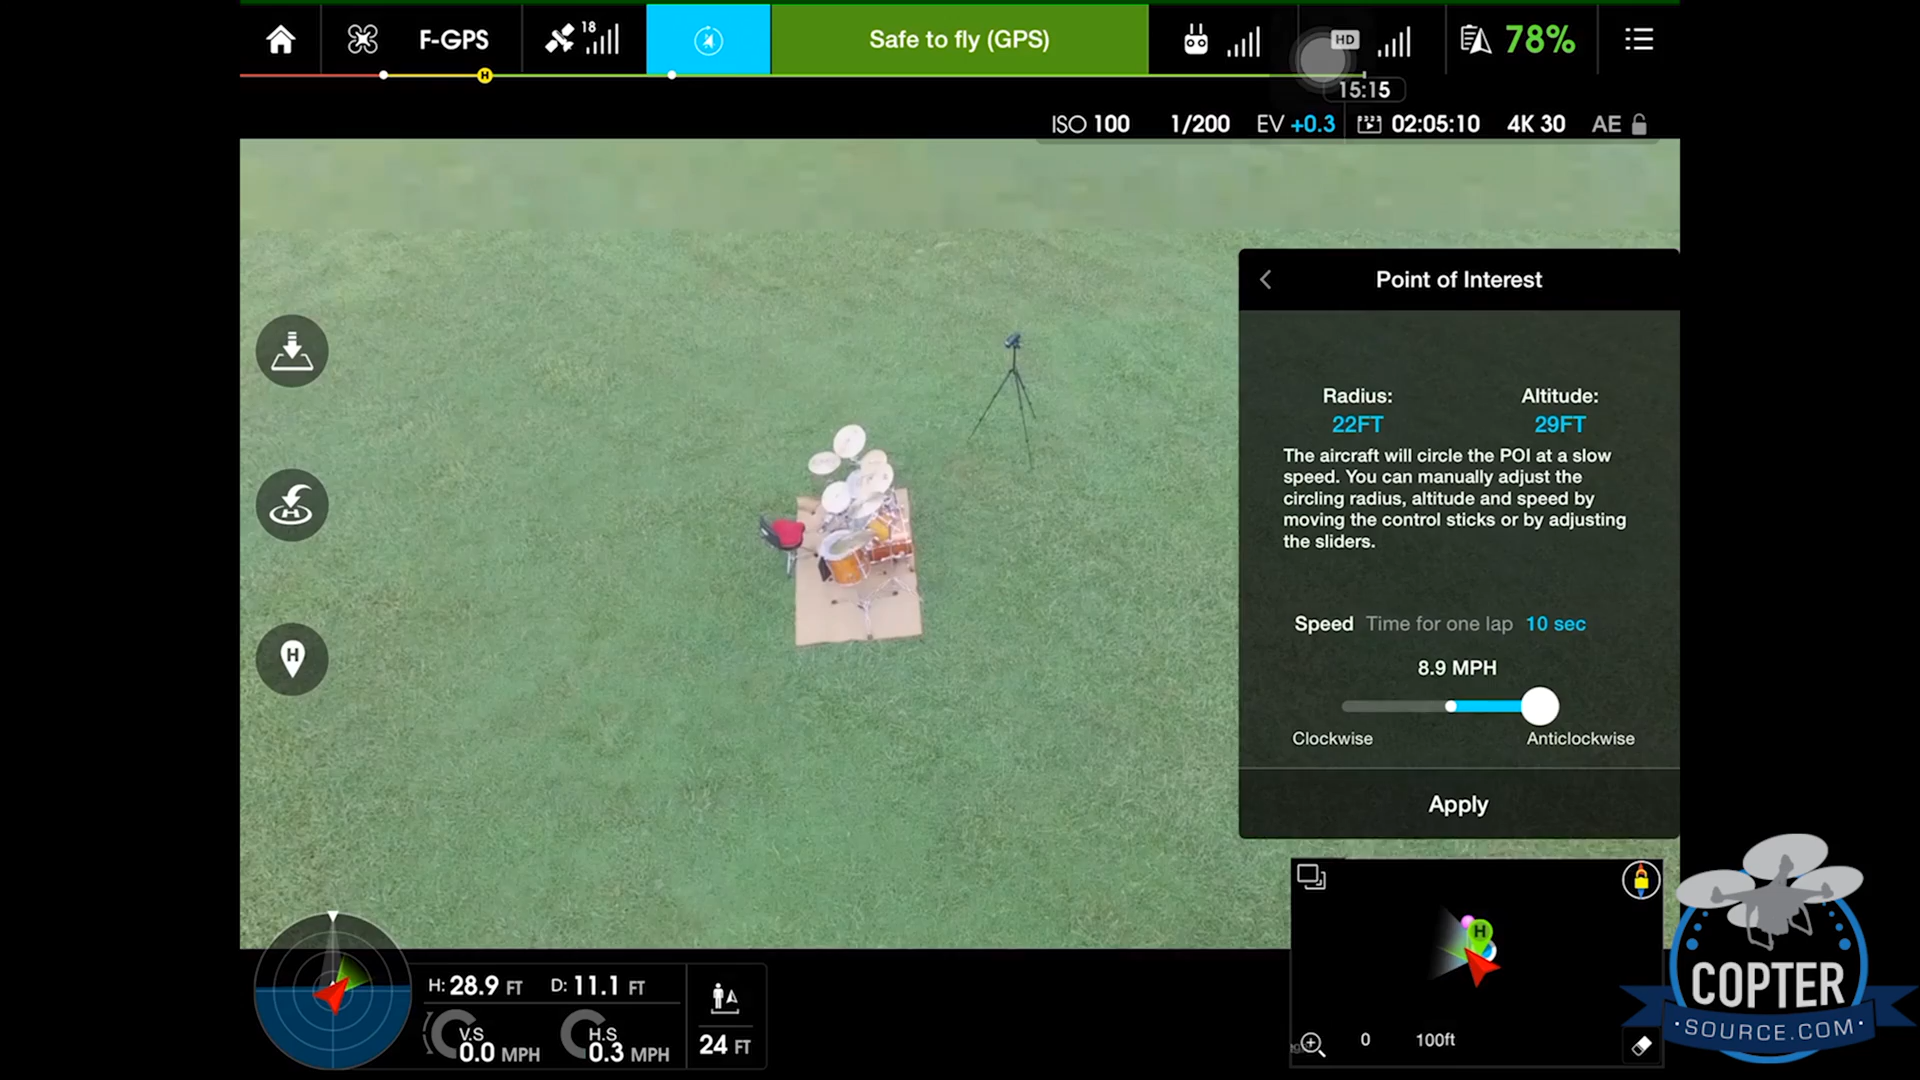 F-GPS
18
Safe to fly (GPS)
HD
78%
H
15:15
ISO 100 1/200 EV +0.3 02:05:10 4K 30 AE
Point of Interest
Radius: Altitude:
22FT 29FT
The aircraft will circle the POI at a slow
speed. You can manually adjust the
circling radius, altitude and speed by
moving the control sticks or by adjusting
the sliders.
Speed Time for one lap 10 sec
8.9 MPH
Clockwise Anticlockwise
Apply
H
H
H: 28.9 FT D: 11.1 FT
V.S
0.0 MPH
H.S
0.3 MPH
24 FT
H
0 100ft
COPTER
SOURCE.COM